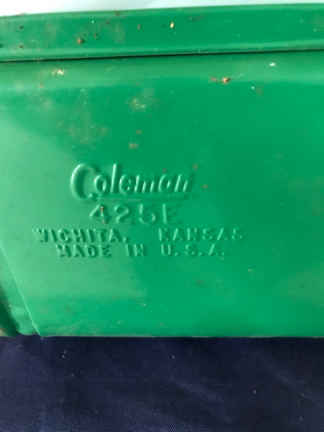 Coleman
425E
WICHITA, KANSAS
MADE IN U.S.A.